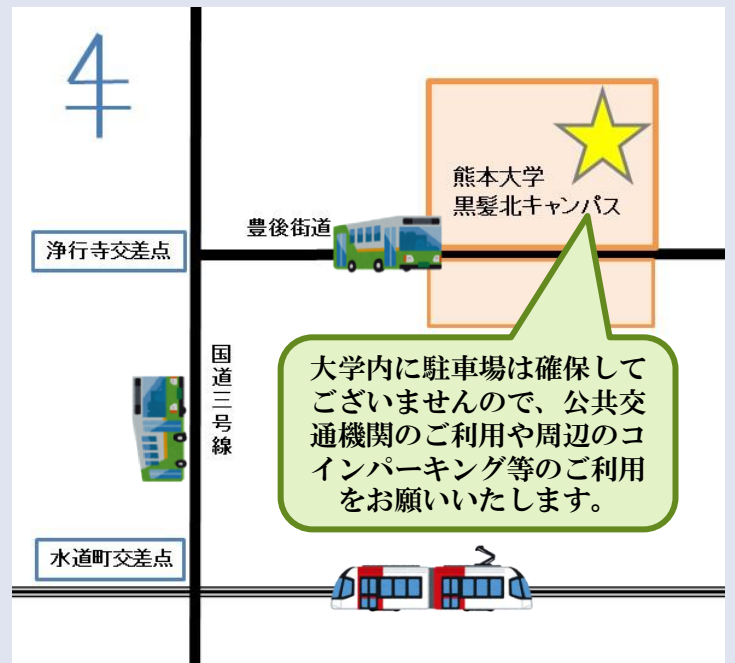 熊本大学
黒髪北キャンパス
豊後街道
浄行寺交差点
国道三号線
大学内に駐車場は確保して
ございませんので、公共交
通機関のご利用や周辺のコ
インパーキング等のご利用
をお願いいたします。
水道町交差点